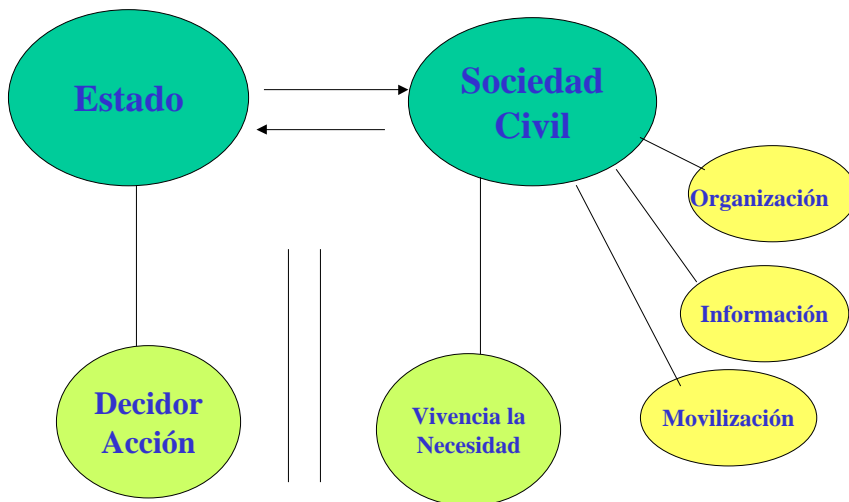 Estado
Sociedad
Civil
Organización
Información
Movilización
Decidor
Acción
Vivencia la
Necesidad